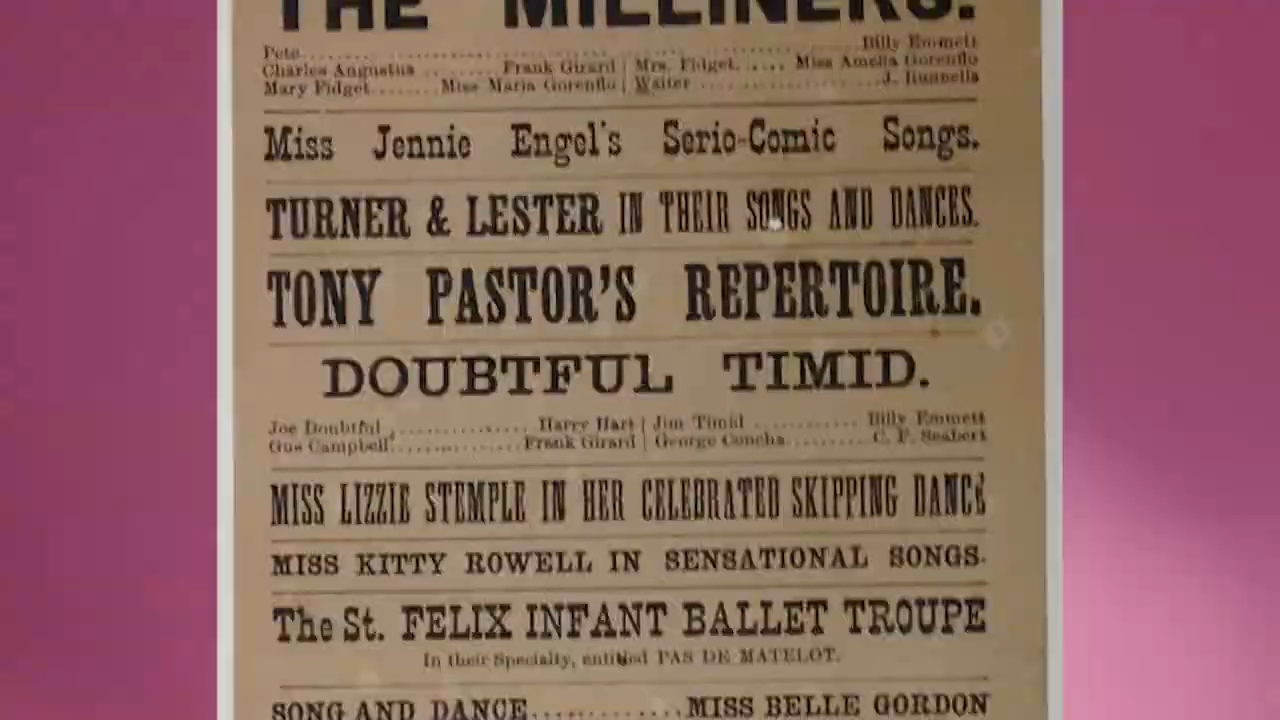 THE MILLINERS.
Pete.................................Billy Emmett
Charles Augustus ..........Frank Girard | Mrs. Fidget...... Miss Amelia Gorenflo
Mary Fidget........ Miss Maria Gorenflo | Waiter ....................J. Runnells
Miss Jennie Engel's Serio-Comic Songs.
TURNER & LESTER IN THEIR SONGS AND DANCES.
TONY PASTOR'S REPERTOIRE.
DOUBTFUL TIMID.
Joe Doubtful ..................Harry Hart | Jim Timid ............. Billy Emmett
Gus Campbell................Frank Girard | George Concha.......... C. F. Seabert
MISS LIZZIE STEMPLE IN HER CELEBRATED SKIPPING DANCE
MISS KITTY ROWELL IN SENSATIONAL SONGS.
The St. FELIX INFANT BALLET TROUPE
In their Specialty, entitled PAS DE MATELOT.
SONG AND DANCE..............MISS BELLE GORDON